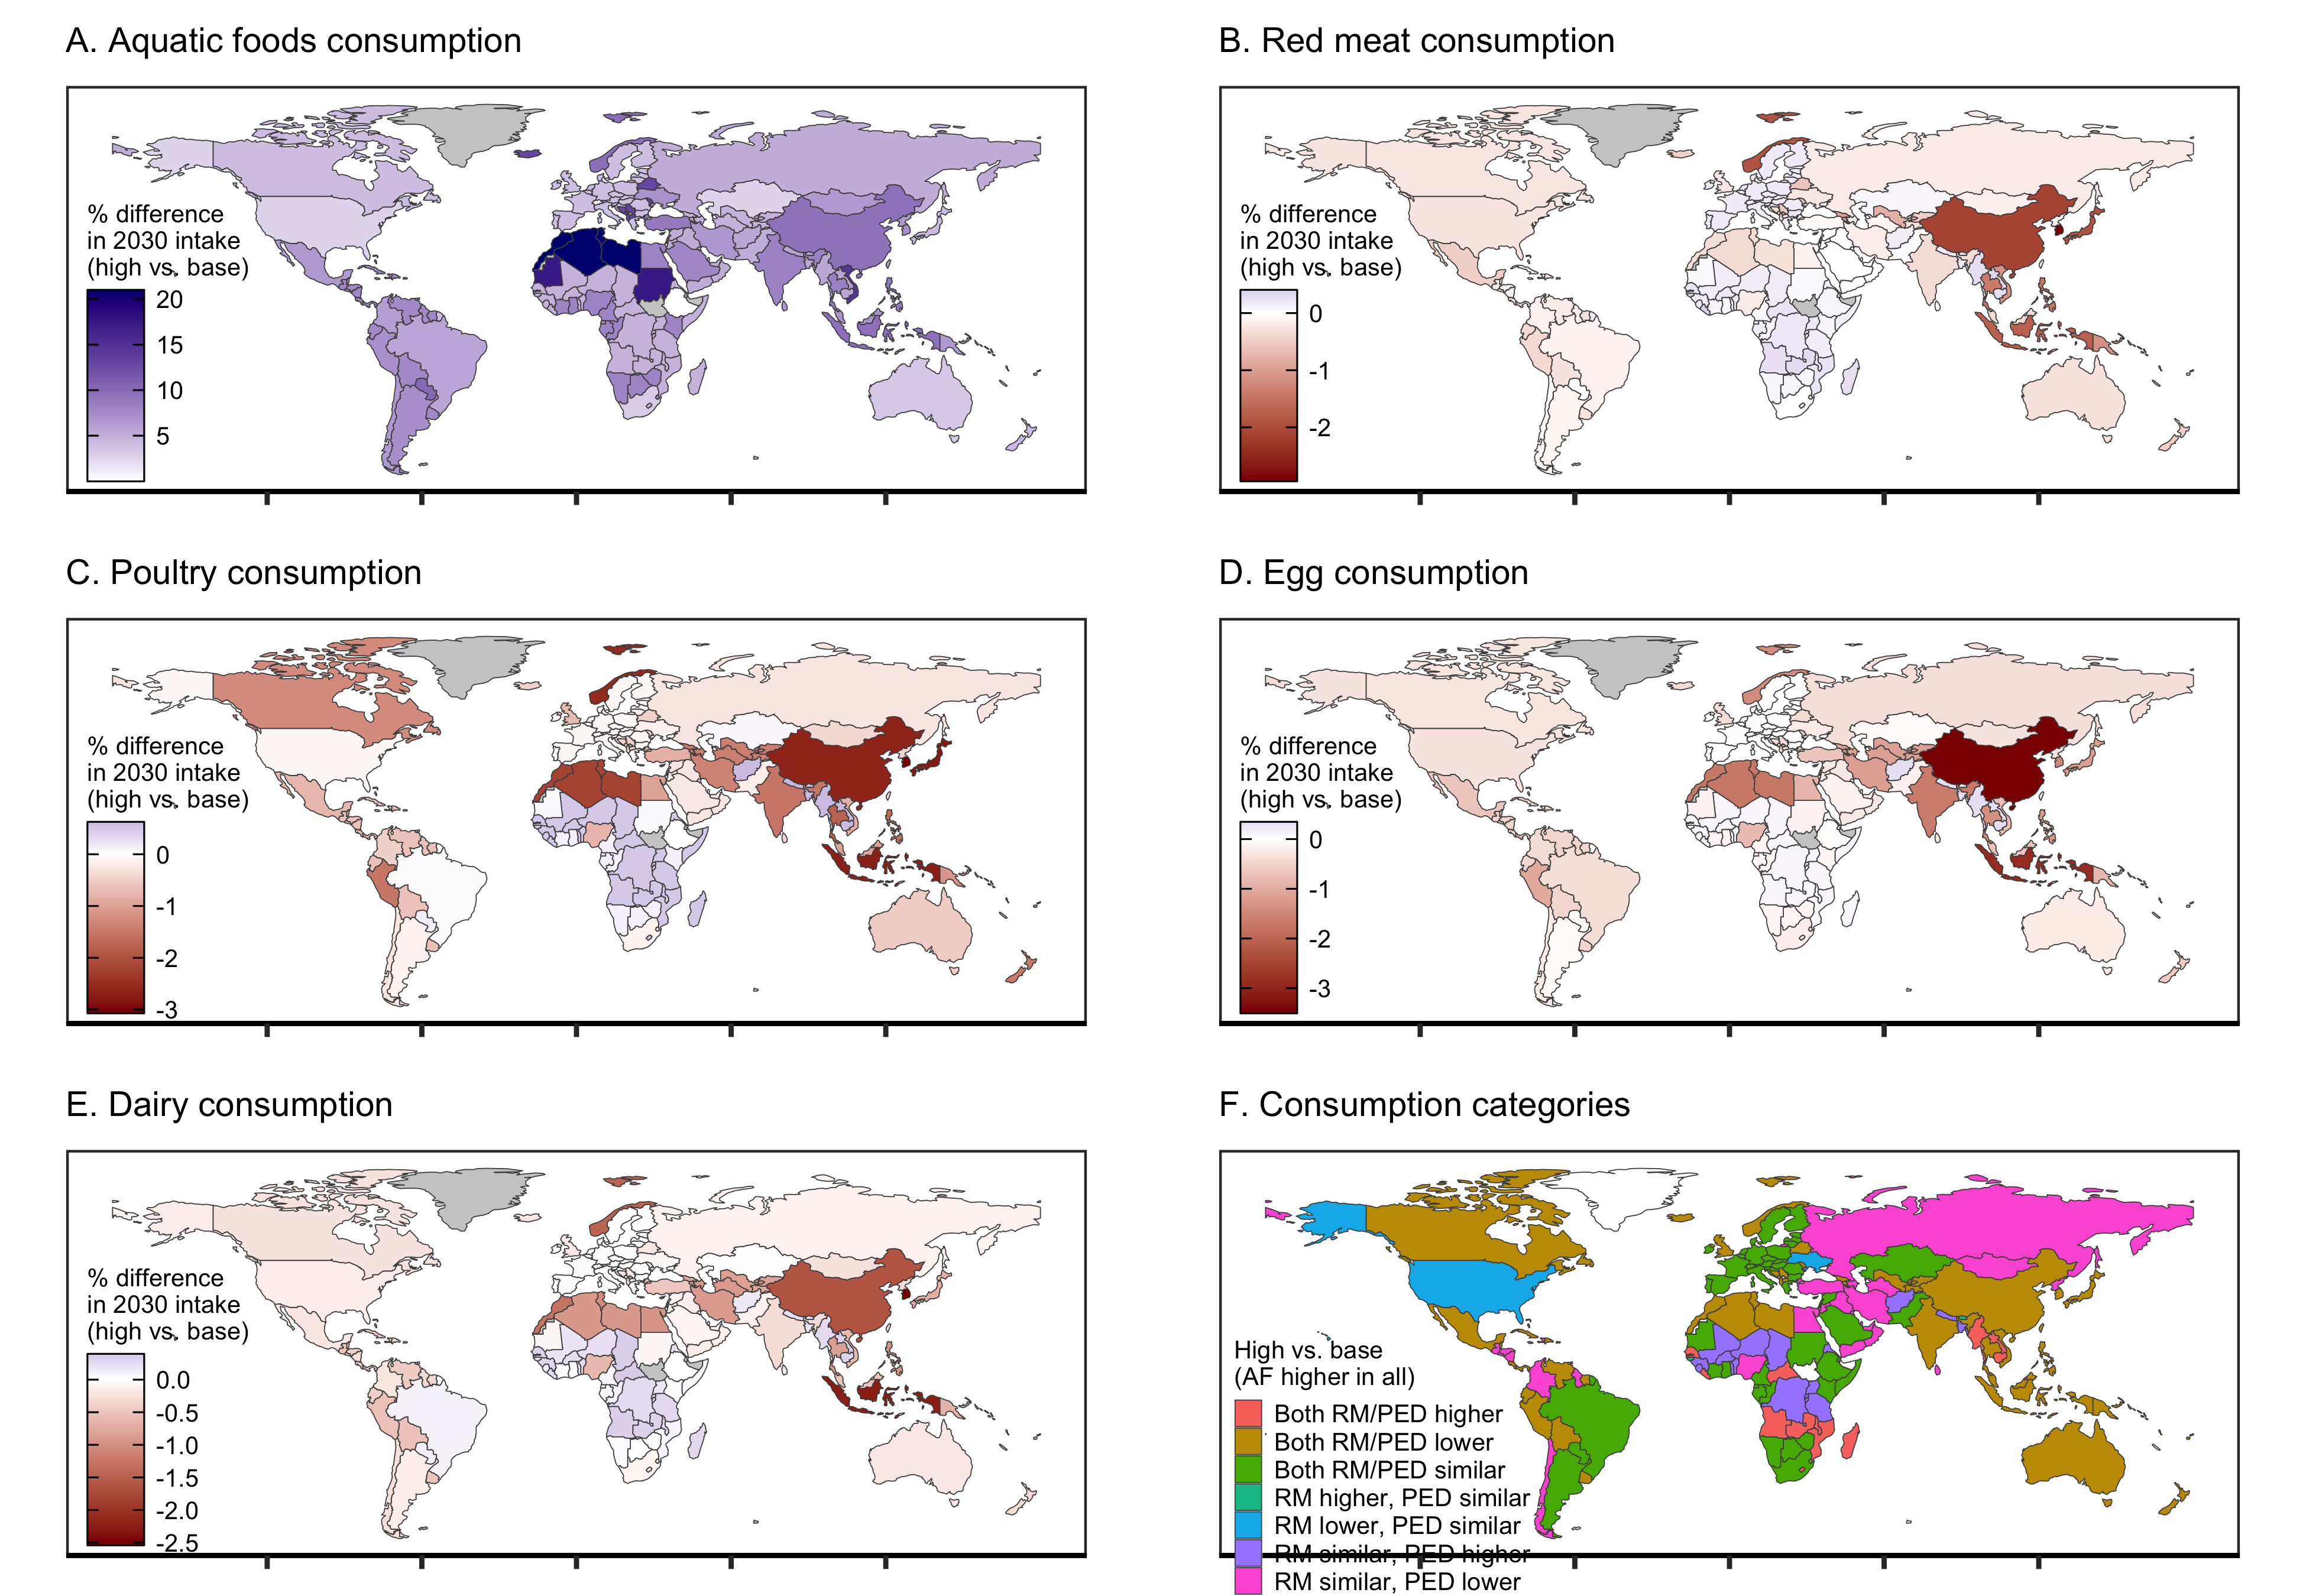 A. Aquatic foods consumption
% difference
in 2030 intake
(high vs. base)
20
15
10
5
B. Red meat consumption
% difference
in 2030 intake
(high vs. base)
0
-1
-2
C. Poultry consumption
% difference
in 2030 intake
(high vs. base)
0
-1
-2
-3
D. Egg consumption
% difference
in 2030 intake
(high vs. base)
0
-1
-2
-3
E. Dairy consumption
% difference
in 2030 intake
(high vs. base)
0.0
-0.5
-1.0
-1.5
-2.0
-2.5
F. Consumption categories
High vs. base
(AF higher in all)
Both RM/PED higher
Both RM/PED lower
Both RM/PED similar
RM higher, PED similar
RM lower, PED similar
RM similar, PED higher
RM similar, PED lower